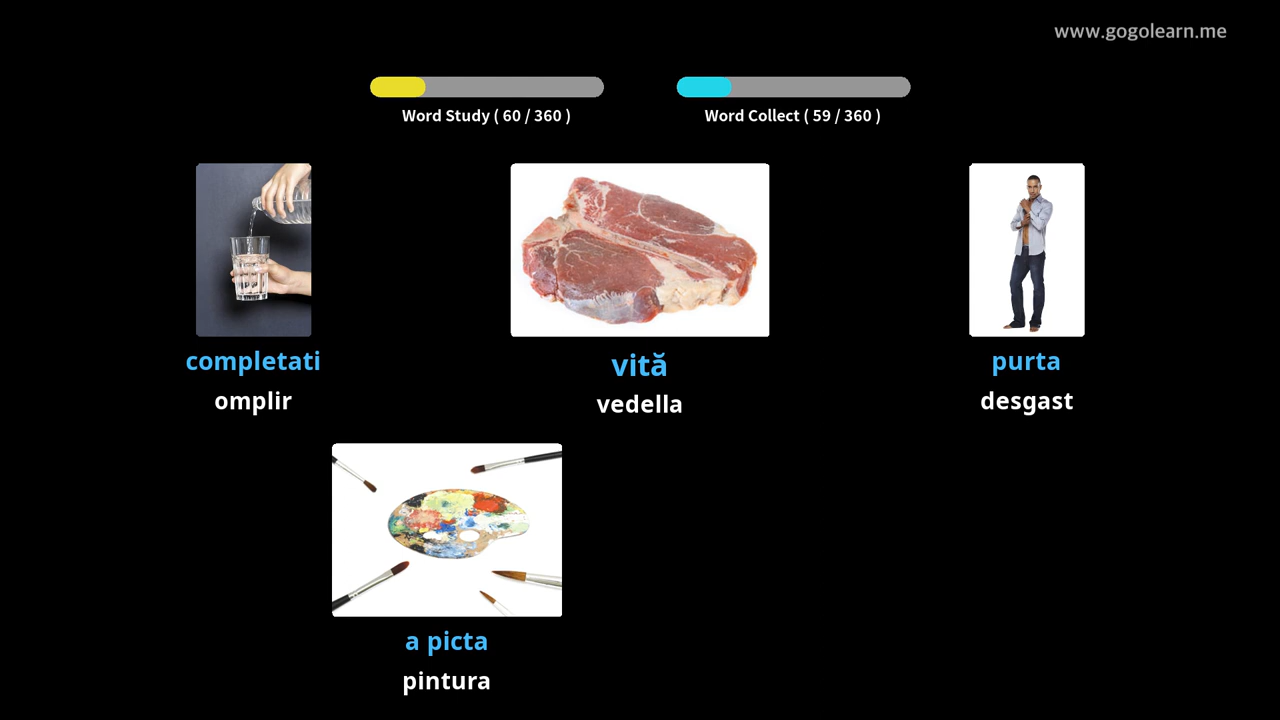 www.gogolearn.me
Word Study ( 60 / 360 )
Word Collect ( 59 / 360 )
completati
omplir
vită
vedella
purta
desgast
a picta
pintura